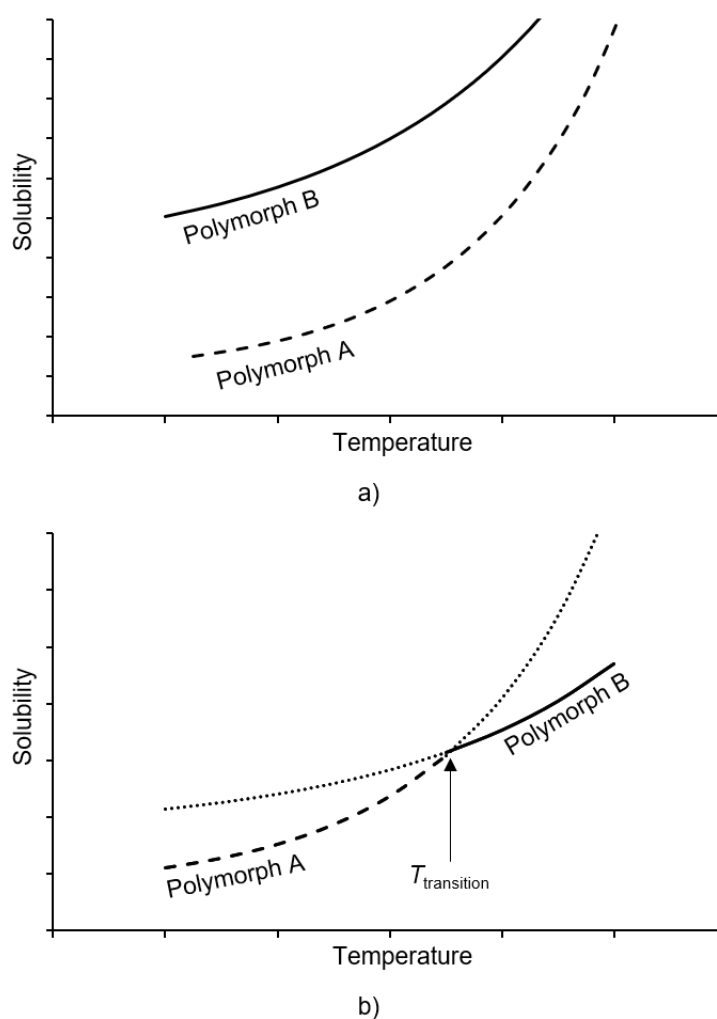 Solubility
Polymorph B
Polymorph A
Temperature
a)
Solubility
Polymorph B
Polymorph A
Ttransition
Temperature
b)